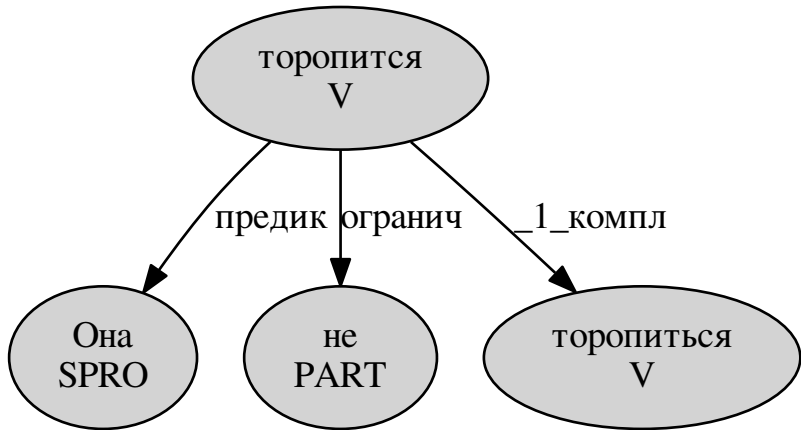 торопится
V
предик
огранич
_1_компл
Она
SPRO
не
PART
торопиться
V